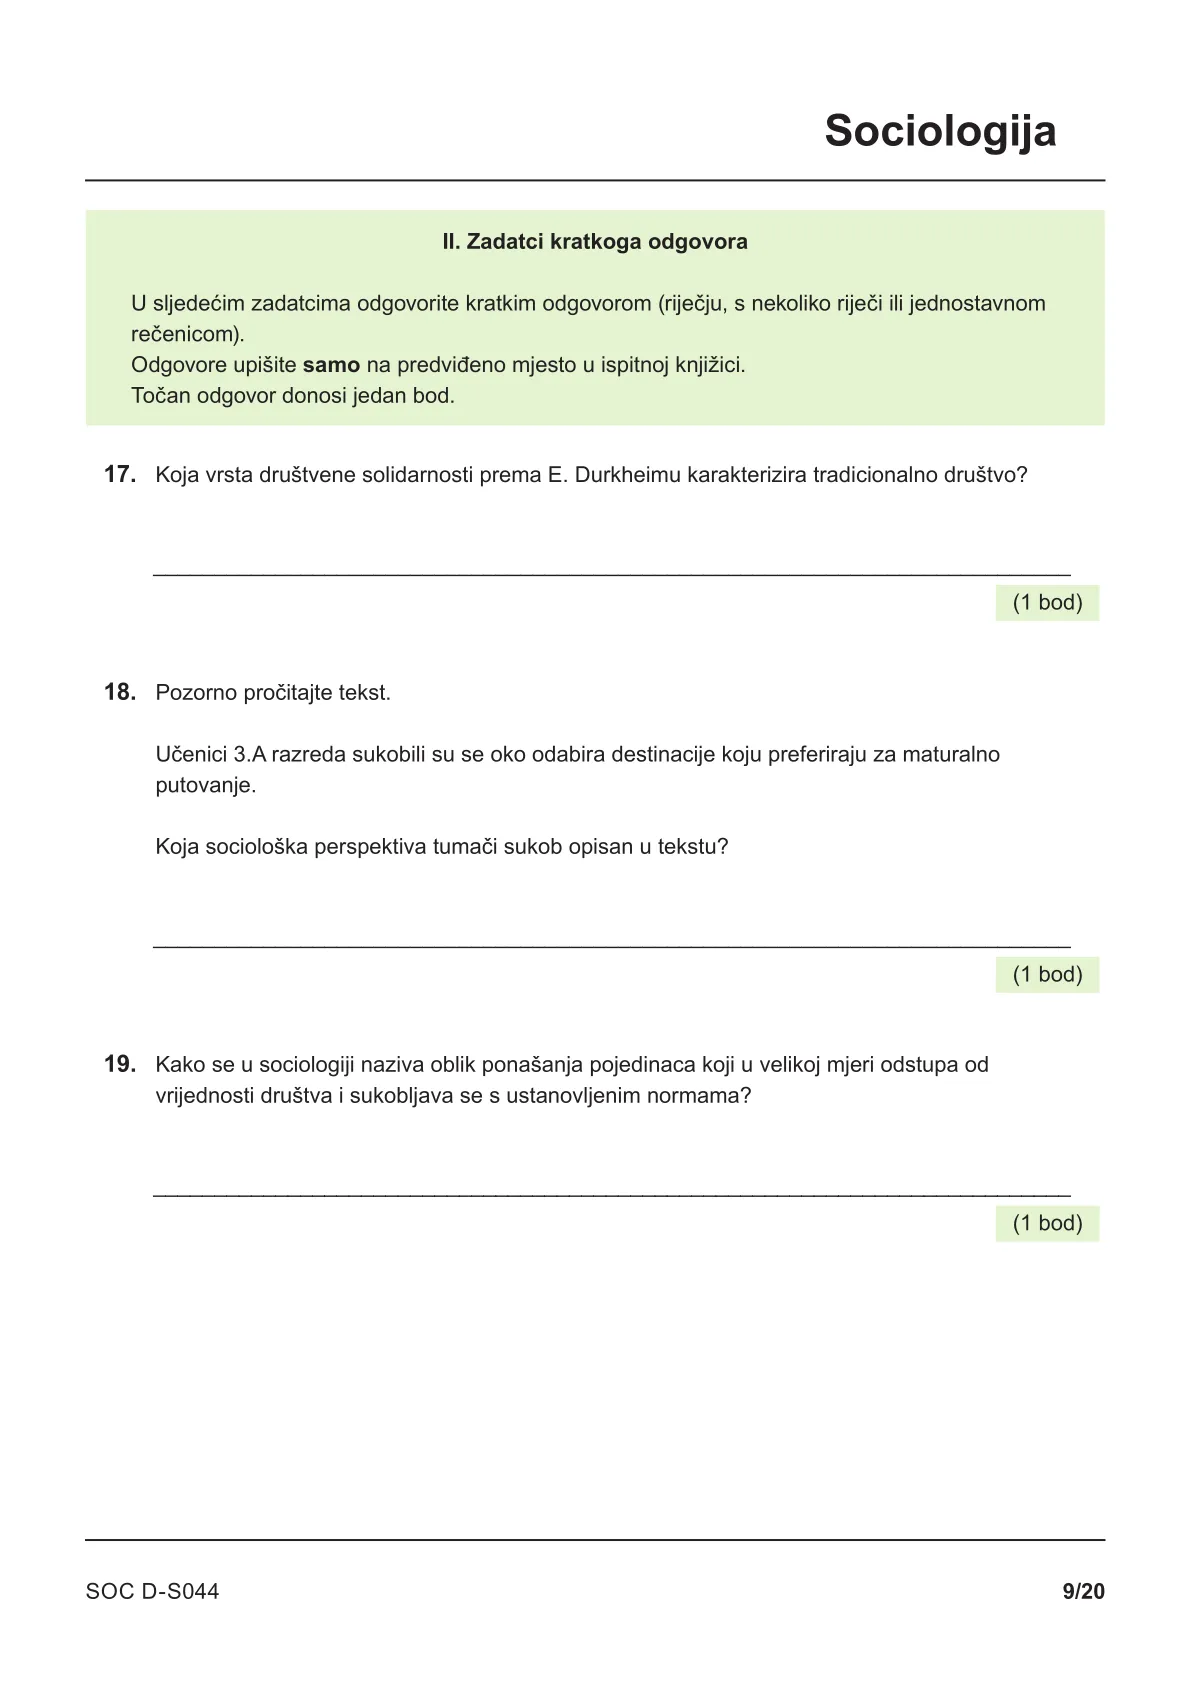 Sociologija
II. Zadatci kratkoga odgovora
U sljedećim zadatcima odgovorite kratkim odgovorom (riječju, s nekoliko riječi ili jednostavnom
rečenicom).
Odgovore upišite samo na predviđeno mjesto u ispitnoj knjižici.
Točan odgovor donosi jedan bod.
17. Koja vrsta društvene solidarnosti prema E. Durkheimu karakterizira tradicionalno društvo?
(1 bod)
18. Pozorno pročitajte tekst.
Učenici 3.A razreda sukobili su se oko odabira destinacije koju preferiraju za maturalno
putovanje.
Koja sociološka perspektiva tumači sukob opisan u tekstu?
(1 bod)
19. Kako se u sociologiji naziva oblik ponašanja pojedinaca koji u velikoj mjeri odstupa od
vrijednosti društva i sukobljava se s ustanovljenim normama?
(1 bod)
SOC D-S044
9/20